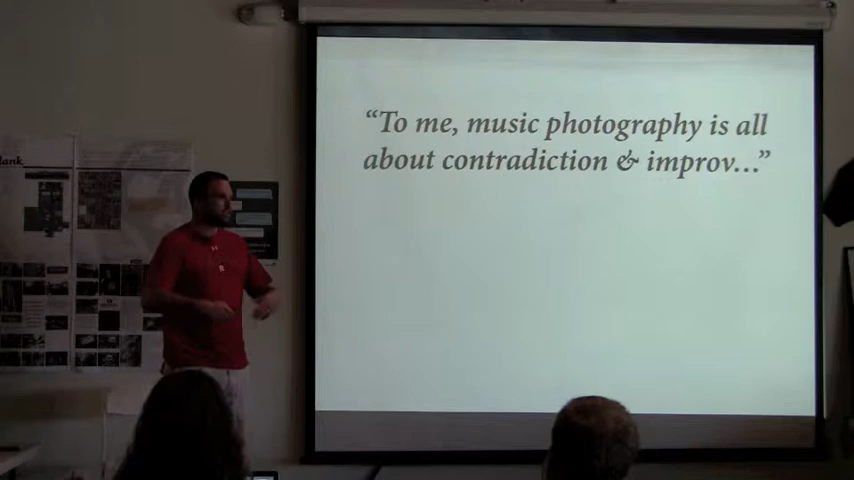 “To me, music photography is all
about contradiction & improv…”